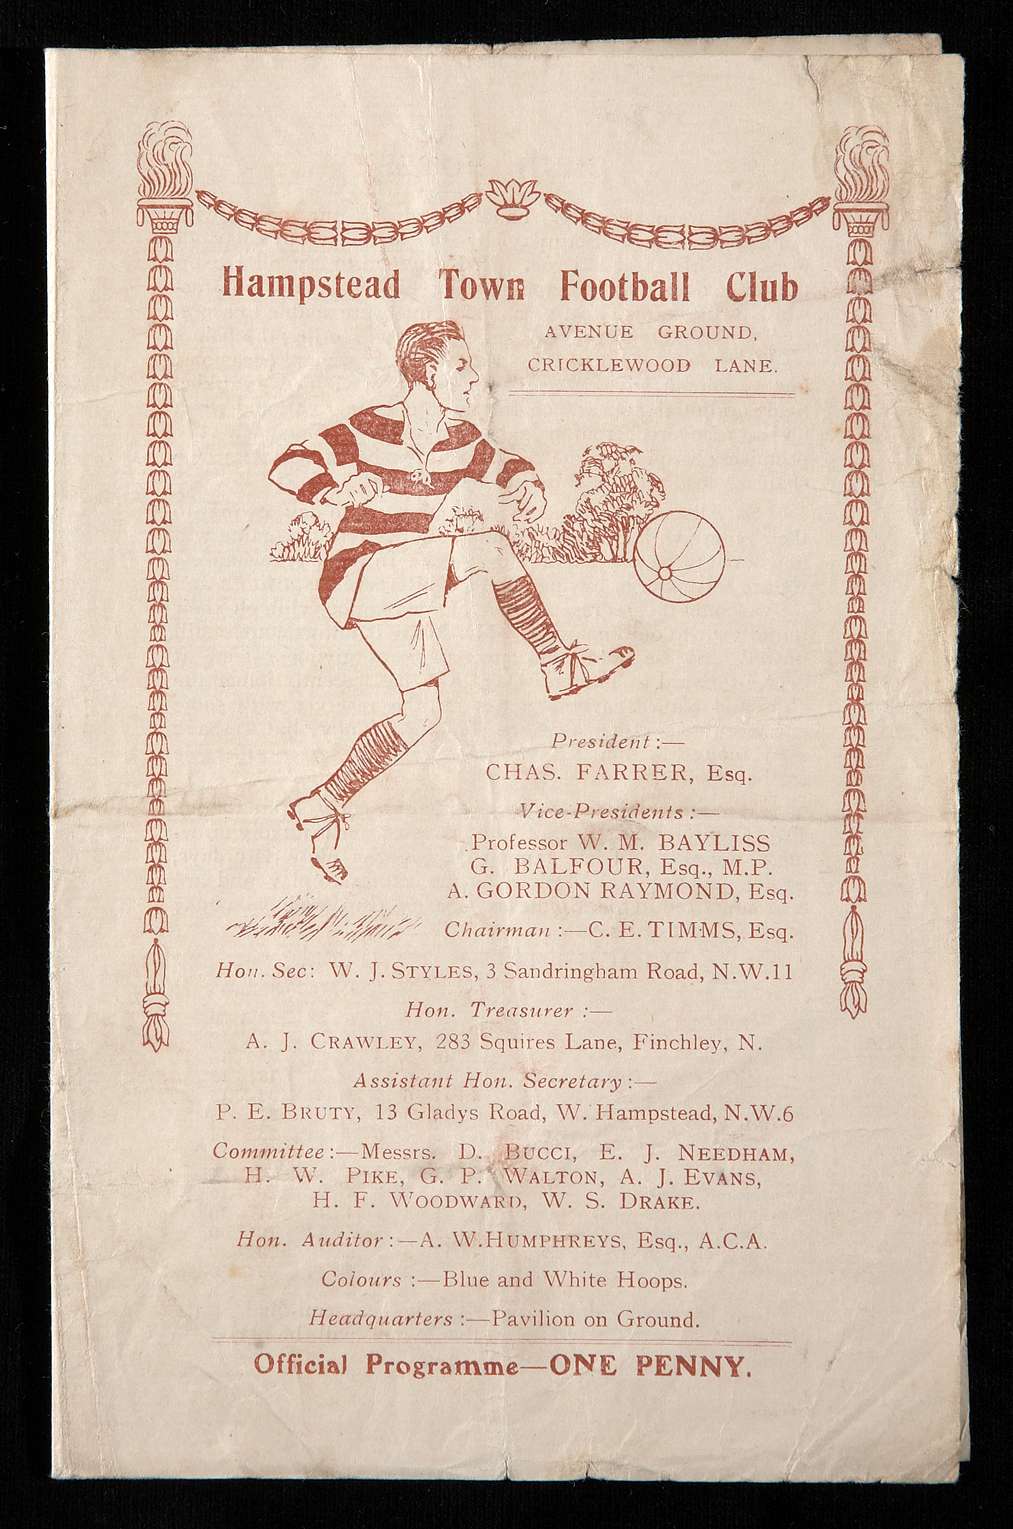 Hampstead Town Football Club
AVENUE GROUND,
CRICKLEWOOD LANE.
President :—
CHAS. FARRER, Esq.
Vice-Presidents :—
Professor W. M. BAYLISS
G. BALFOUR, Esq., M.P.
A. GORDON RAYMOND, Esq.
Chairman :—C. E. TIMMS, Esq.
Hon. Sec: W. J. STYLES, 3 Sandringham Road, N.W.11
Hon. Treasurer :—
A. J. CRAWLEY, 283 Squires Lane, Finchley, N.
Assistant Hon. Secretary :—
P. E. BRUTY, 13 Gladys Road, W. Hampstead, N.W.6
Committee :—Messrs. D. BUCCI, E. J. NEEDHAM,
H. W. PIKE, G. P. WALTON, A. J. EVANS,
H. F. WOODWARD, W. S. DRAKE.
Hon. Auditor :—A. W.HUMPHREYS, Esq., A.C.A.
Colours :—Blue and White Hoops.
Headquarters :—Pavilion on Ground.
Official Programme—ONE PENNY.